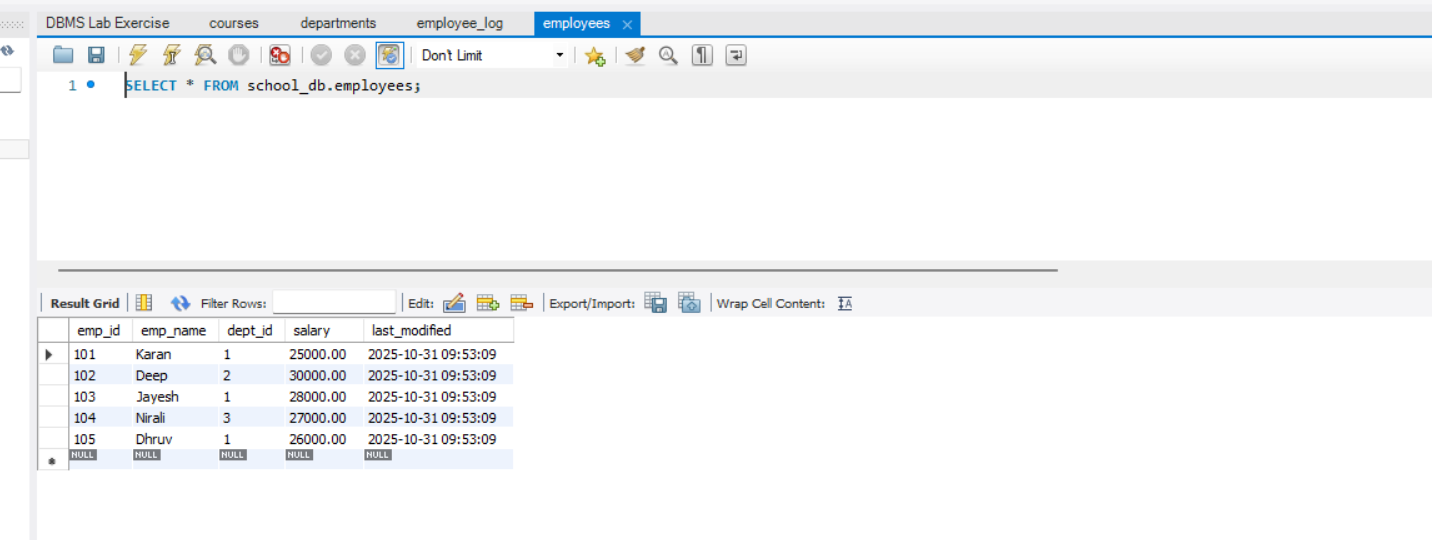 DBMS Lab Exercise courses departments employee_log employees
Don't Limit
1 SELECT * FROM school_db.employees;
Result Grid Filter Rows: Edit: Export/Import: Wrap Cell Content:
emp_id emp_name dept_id salary last_modified
101 Karan 1 25000.00 2025-10-31 09:53:09
102 Deep 2 30000.00 2025-10-31 09:53:09
103 Jayesh 1 28000.00 2025-10-31 09:53:09
104 Nirali 3 27000.00 2025-10-31 09:53:09
105 Dhruv 1 26000.00 2025-10-31 09:53:09
NULL NULL NULL NULL NULL